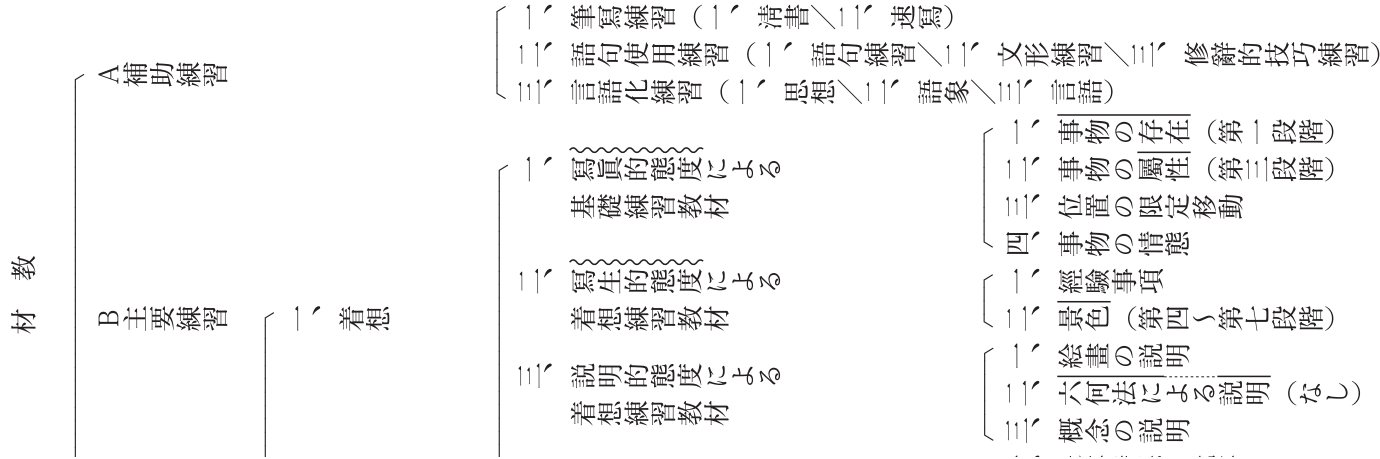 教材
A補助練習
一、筆寫練習（一、淸書／二、速寫）
二、語句使用練習（一、語句練習／二、文形練習／三、修辭的技巧練習）
三、言語化練習（一、思想／二、語象／三、言語）
B主要練習
一、着想
一、寫眞的態度による
基礎練習教材
一、事物の存在（第一段階）
二、事物の屬性（第三段階）
三、位置の限定移動
四、事物の情態
二、寫生的態度による
着想練習教材
一、經驗事項
二、景色（第四～第七段階）
三、説明的態度による
着想練習教材
一、絵畫の説明
二、六何法による説明（なし）
三、概念の説明